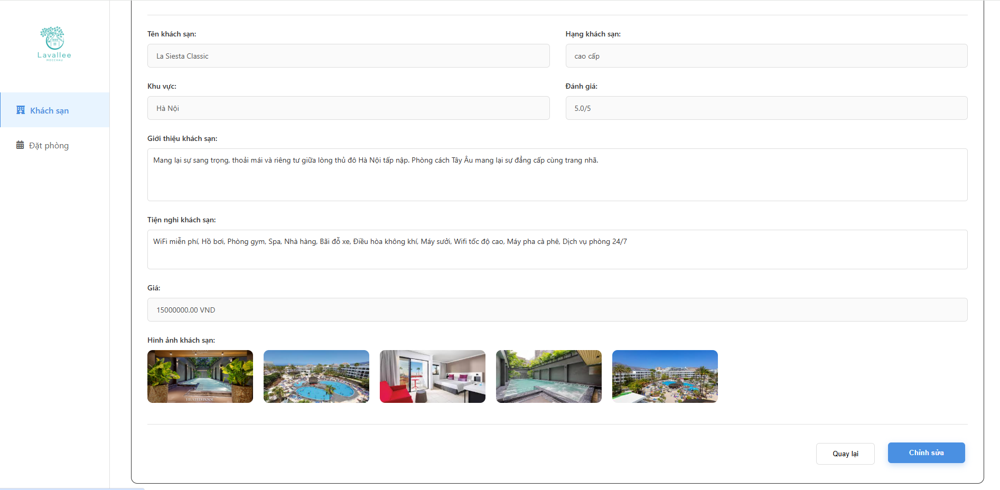 Lavallee
MOCCHAU
Khách sạn
Đặt phòng
Tên khách sạn:
Hạng khách sạn:
La Siesta Classic
cao cấp
Khu vực:
Đánh giá:
Hà Nội
5.0/5
Giới thiệu khách sạn:
Mang lại sự sang trọng, thoải mái và riêng tư giữa lòng thủ đô Hà Nội tấp nập. Phòng cách Tây Âu mang lại sự đẳng cấp cùng trang nhã.
Tiện nghi khách sạn:
WiFi miễn phí, Hồ bơi, Phòng gym, Spa, Nhà hàng, Bãi đỗ xe, Điều hòa không khí, Máy sưởi, Wifi tốc độ cao, Máy pha cà phê, Dịch vụ phòng 24/7
Giá:
15000000.00 VND
Hình ảnh khách sạn:
HEATED POOL
Quay lại
Chỉnh sửa